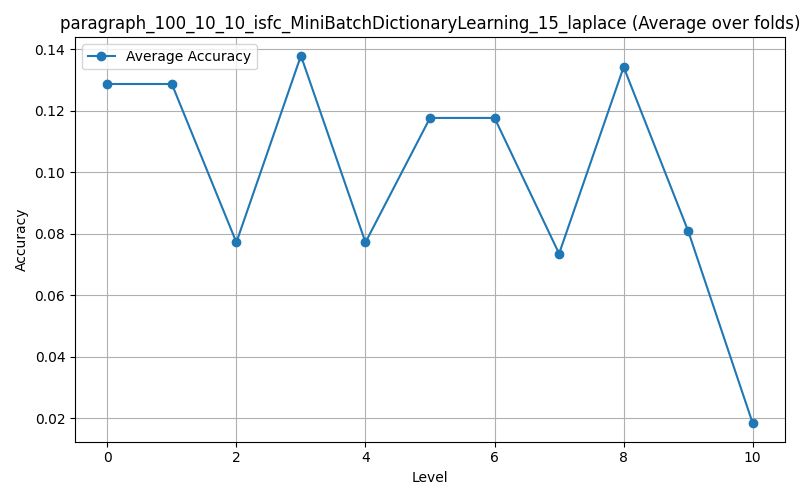 paragraph_100_10_10_isfc_MiniBatchDictionaryLearning_15_laplace (Average over folds)
Average Accuracy
0.14
0.12
0.10
0.08
0.06
0.04
0.02
Accuracy
0 2 4 6 8 10
Level